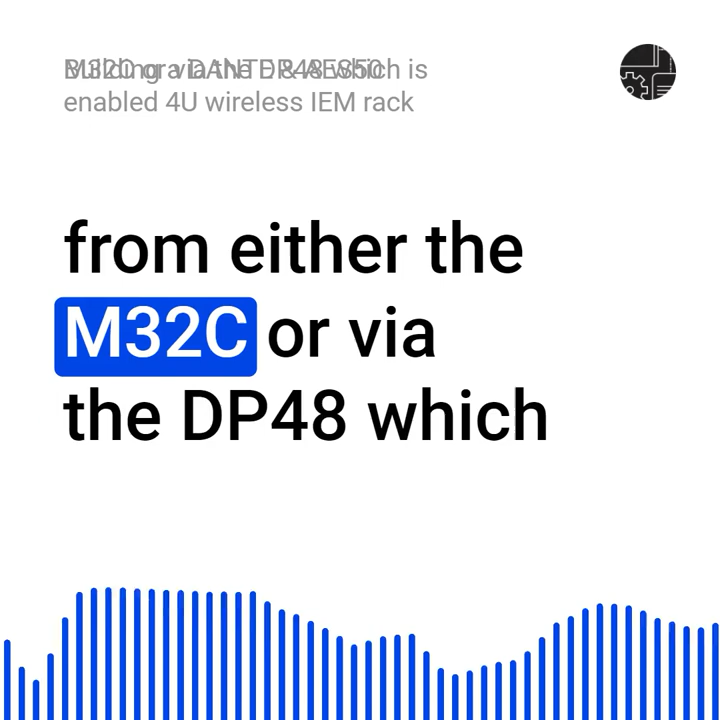 enabled 4U wireless IEM rack
from either the
M32C or via
the DP48 which